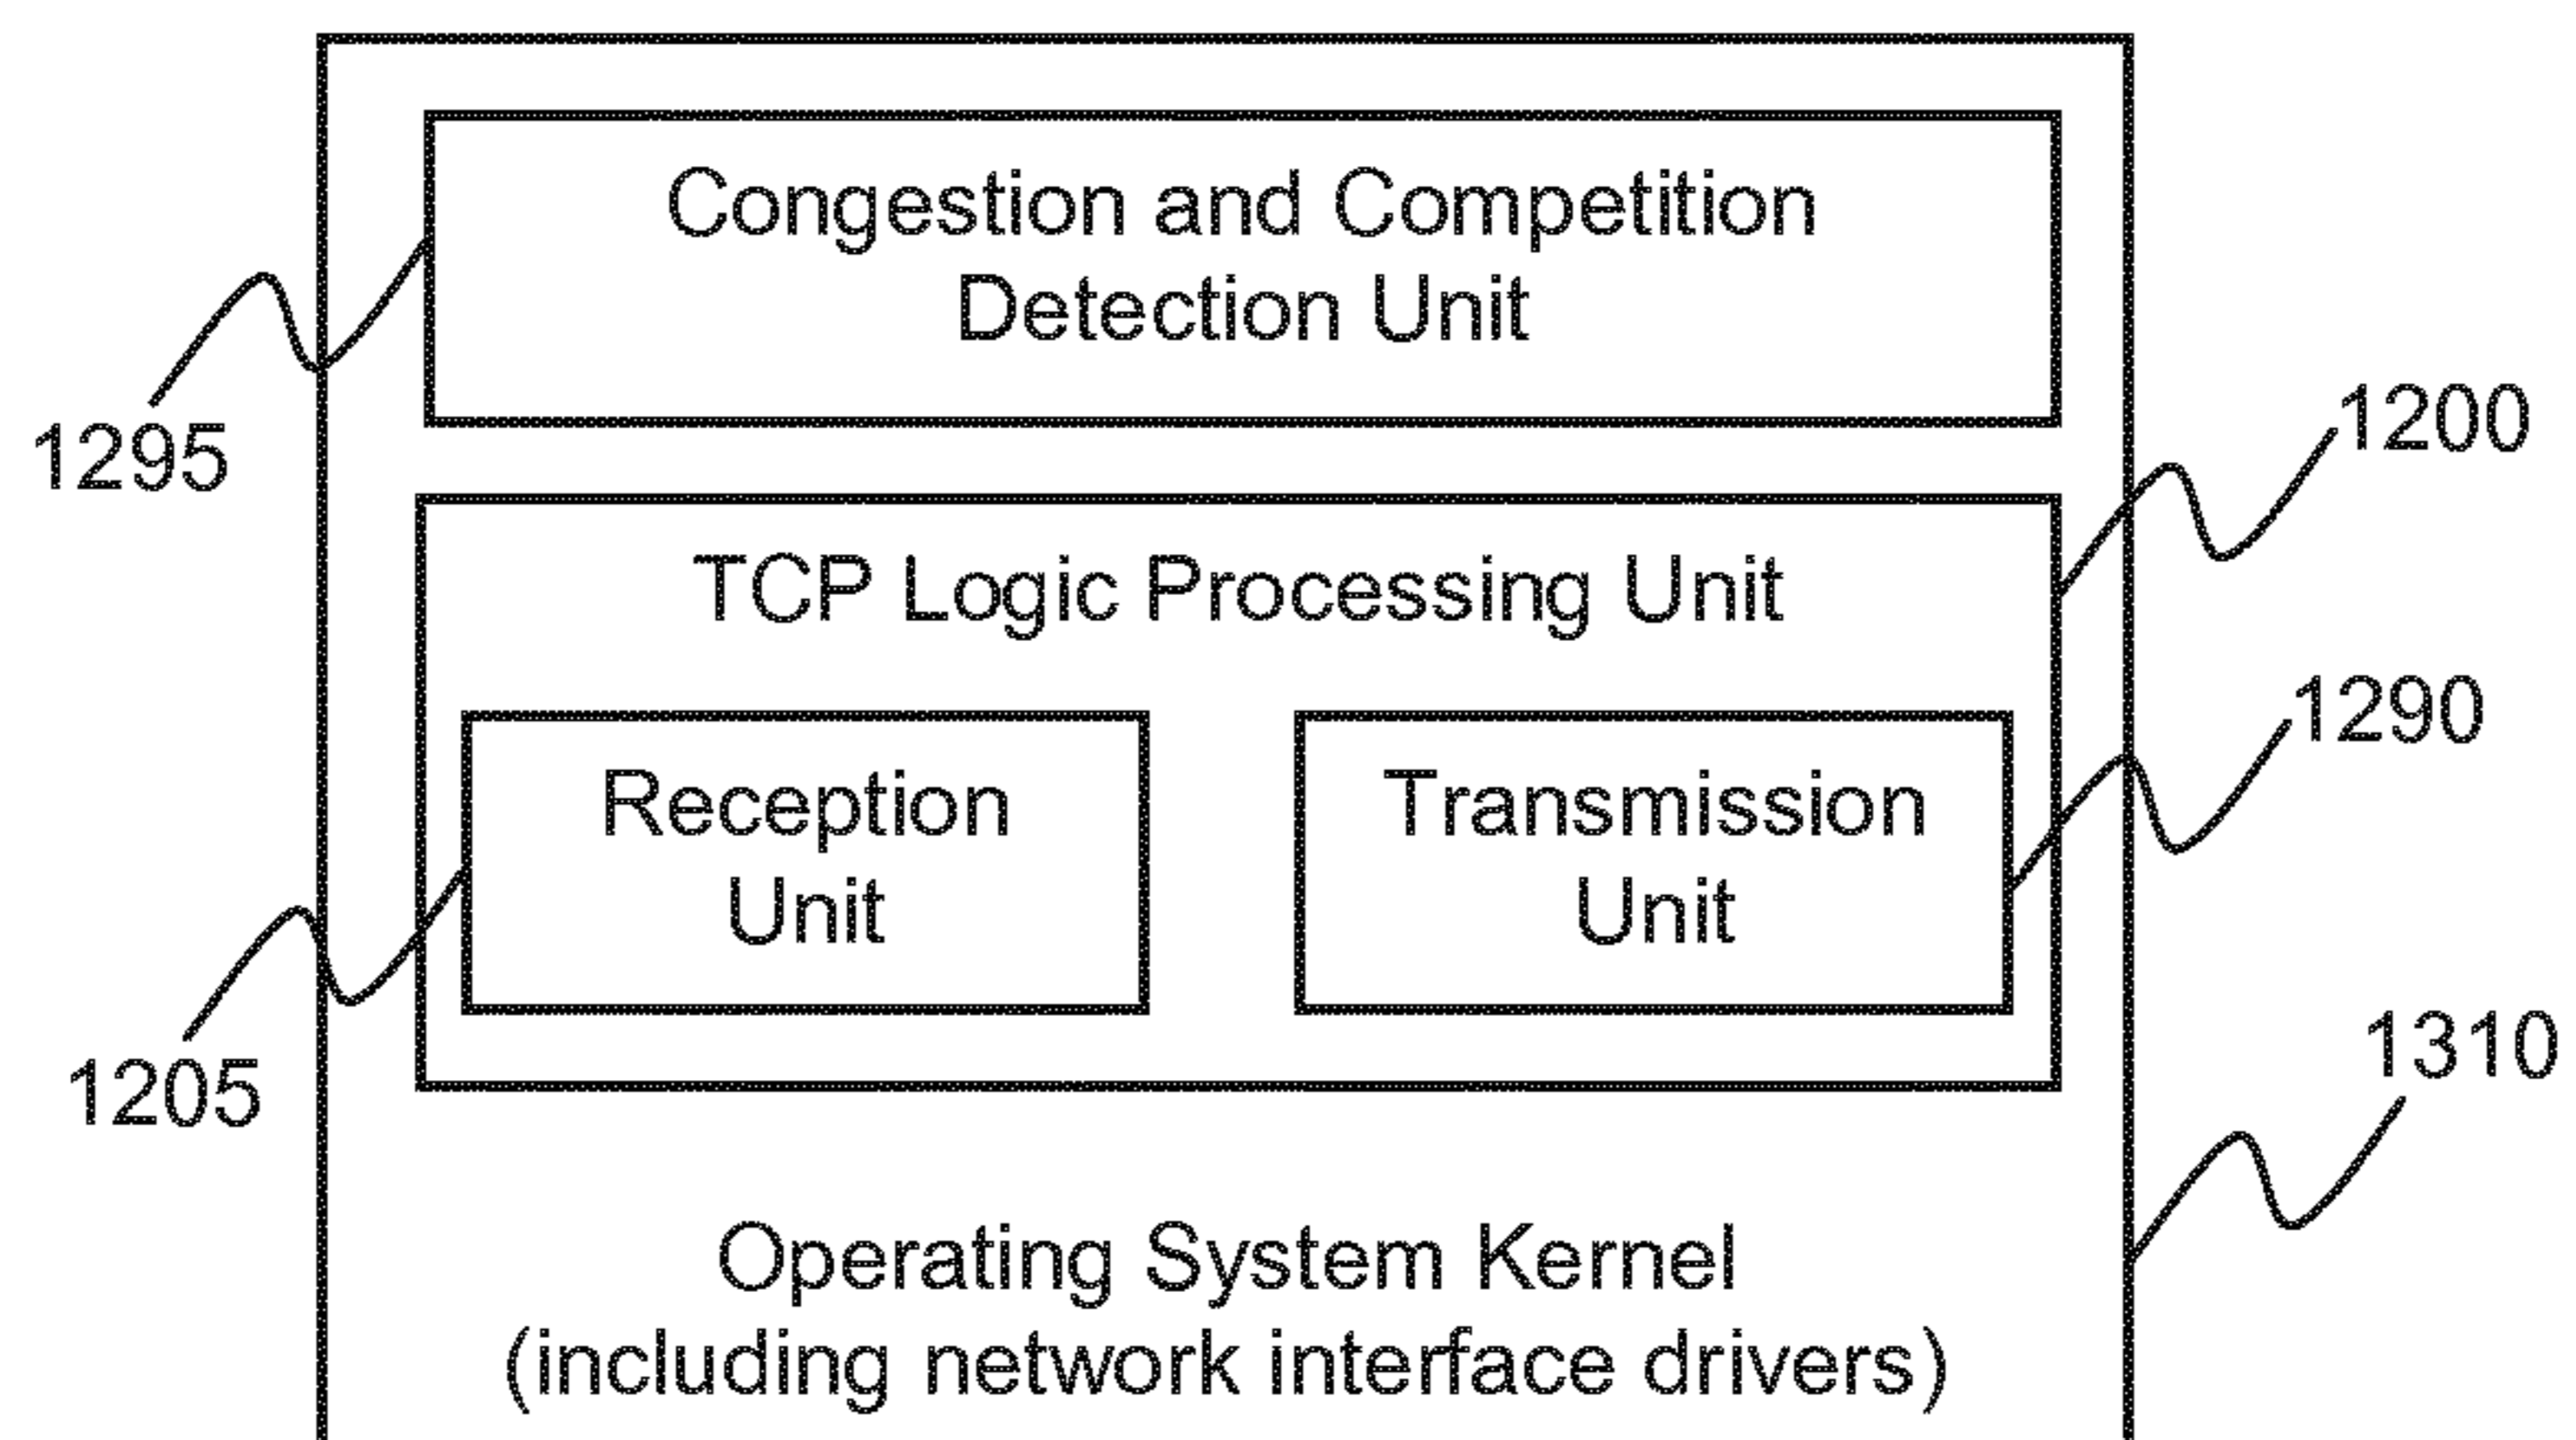 Congestion and Competition
Detection Unit
1295
1200
TCP Logic Processing Unit
1290
Reception
Unit
Transmission
Unit
1205
1310
Operating System Kernel
(including network interface drivers)